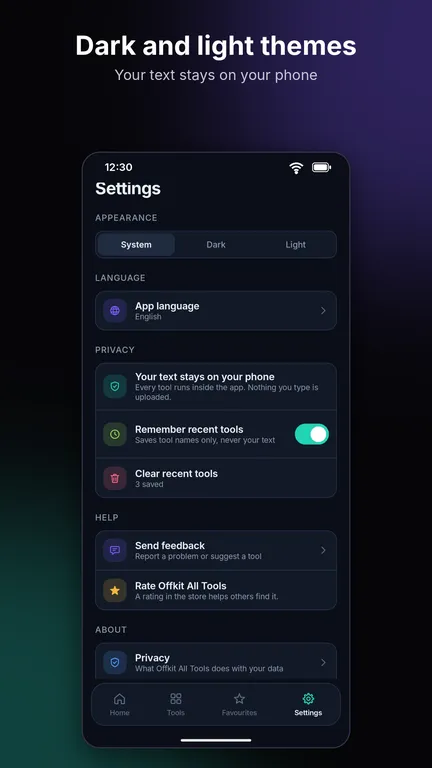 Dark and light themes
Your text stays on your phone
12:30
Settings
APPEARANCE
System
Dark
Light
LANGUAGE
App language
English
PRIVACY
Your text stays on your phone
Every tool runs inside the app. Nothing you type is
uploaded.
Remember recent tools
Saves tool names only, never your text
Clear recent tools
3 saved
HELP
Send feedback
Report a problem or suggest a tool
Rate Offkit All Tools
A rating in the store helps others find it.
ABOUT
Privacy
What Offkit All Tools does with your data
Home
Tools
Favourites
Settings